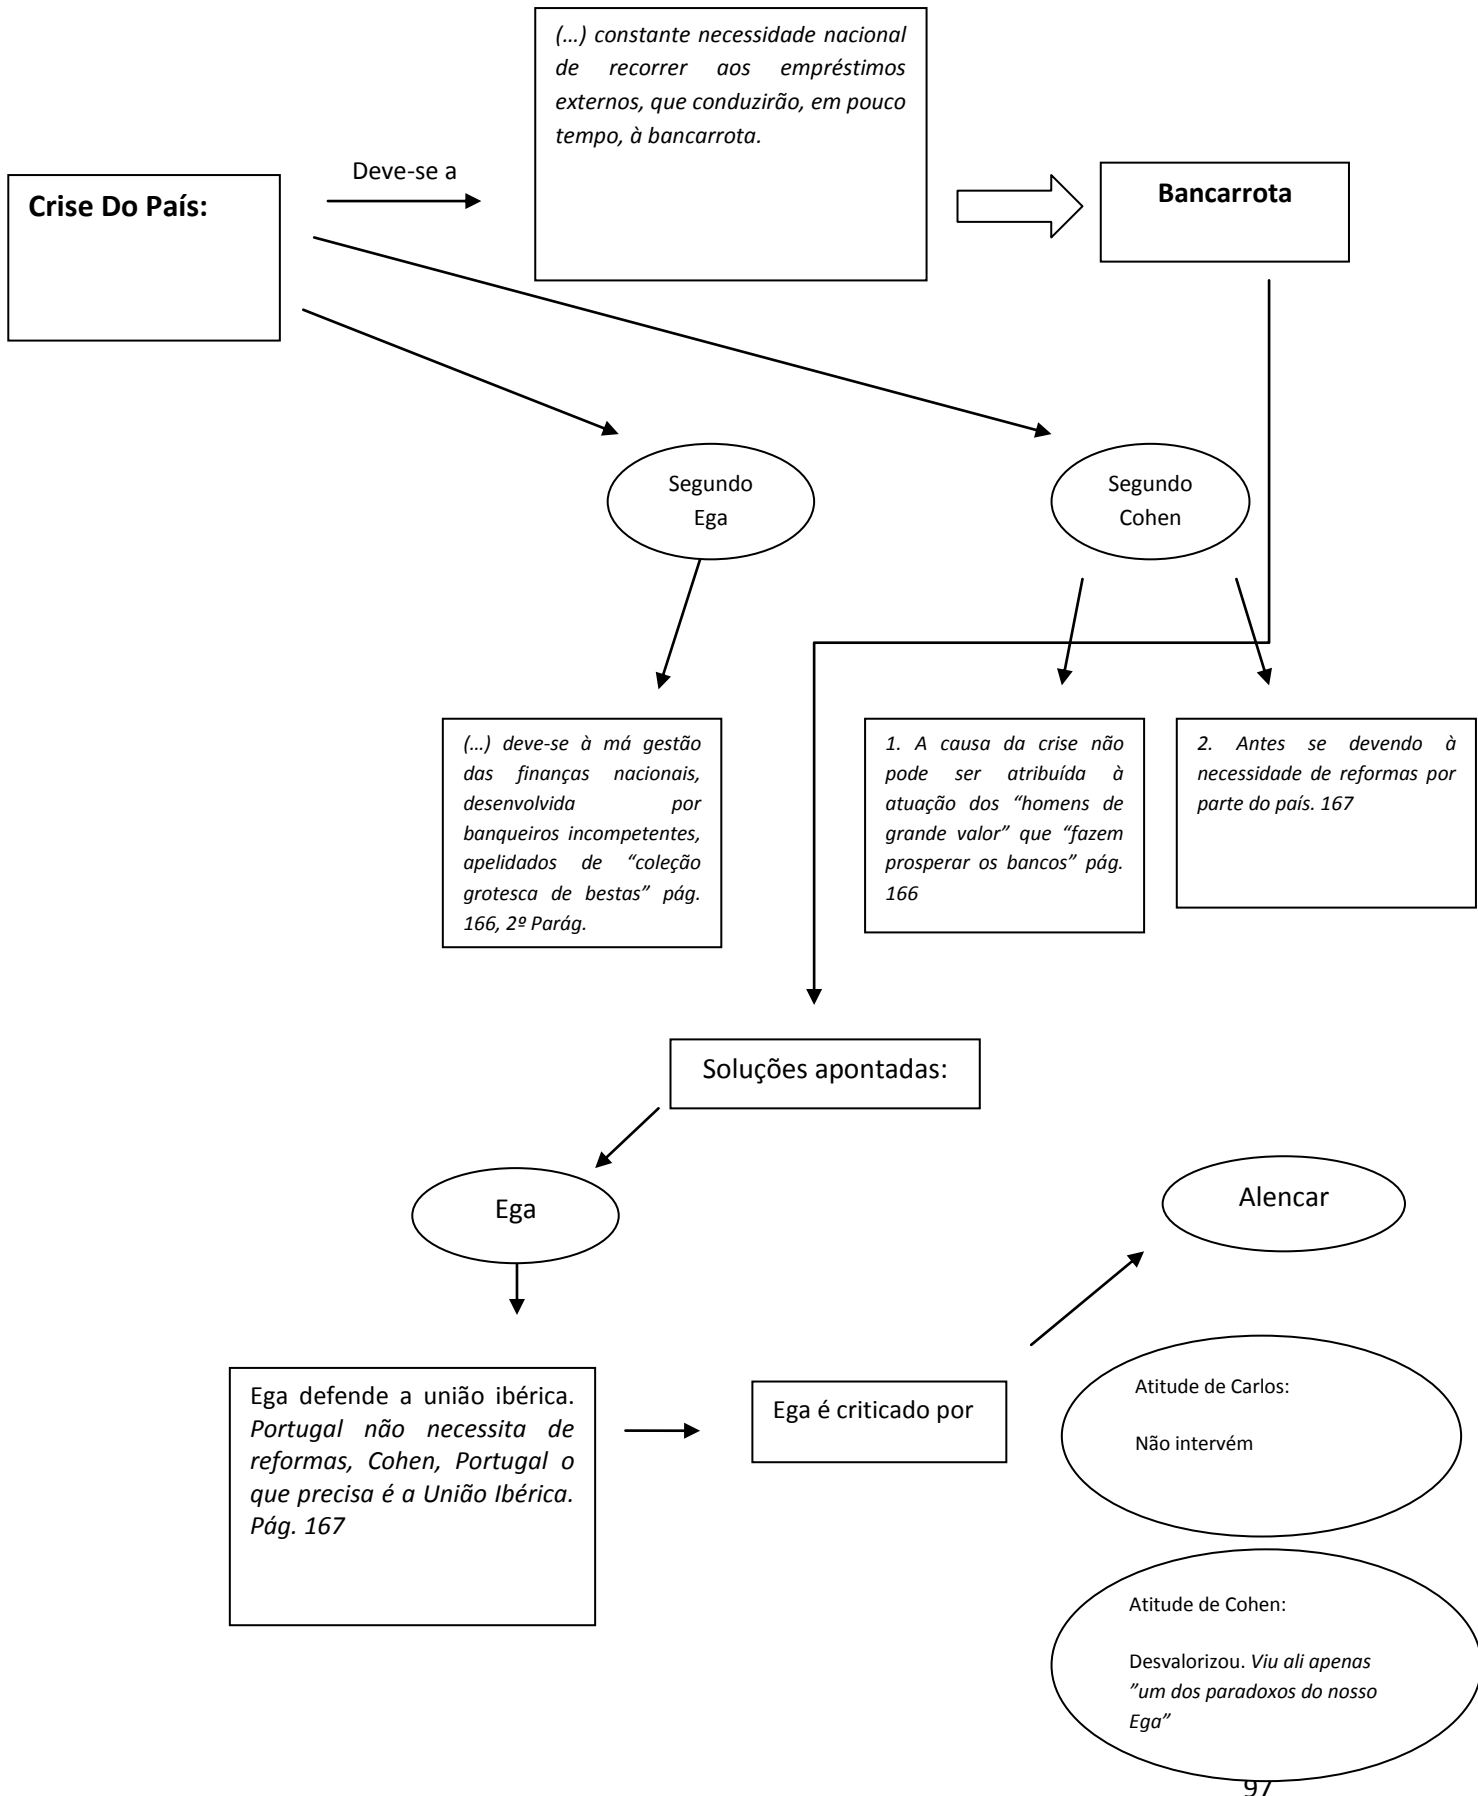 (...) constante necessidade nacional
de recorrer aos empréstimos
externos, que conduzirão, em pouco
tempo, à bancarrota.
Deve-se a
Crise Do País:
Bancarrota
Segundo
Ega
Segundo
Cohen
(...) deve-se à má gestão
das finanças nacionais,
desenvolvida por
banqueiros incompetentes,
apelidados de “coleção
grotesca de bestas” pág.
166, 2º Parág.
1. A causa da crise não
pode ser atribuída à
atuação dos “homens de
grande valor” que “fazem
prosperar os bancos” pág.
166
2. Antes se devendo à
necessidade de reformas por
parte do país. 167
Soluções apontadas:
Ega
Alencar
Ega defende a união ibérica.
Portugal não necessita de
reformas, Cohen, Portugal o
que precisa é a União Ibérica.
Pág. 167
Ega é criticado por
Atitude de Carlos:
Não intervém
Atitude de Cohen:
Desvalorizou. Viu ali apenas
”um dos paradoxos do nosso
Ega”
97